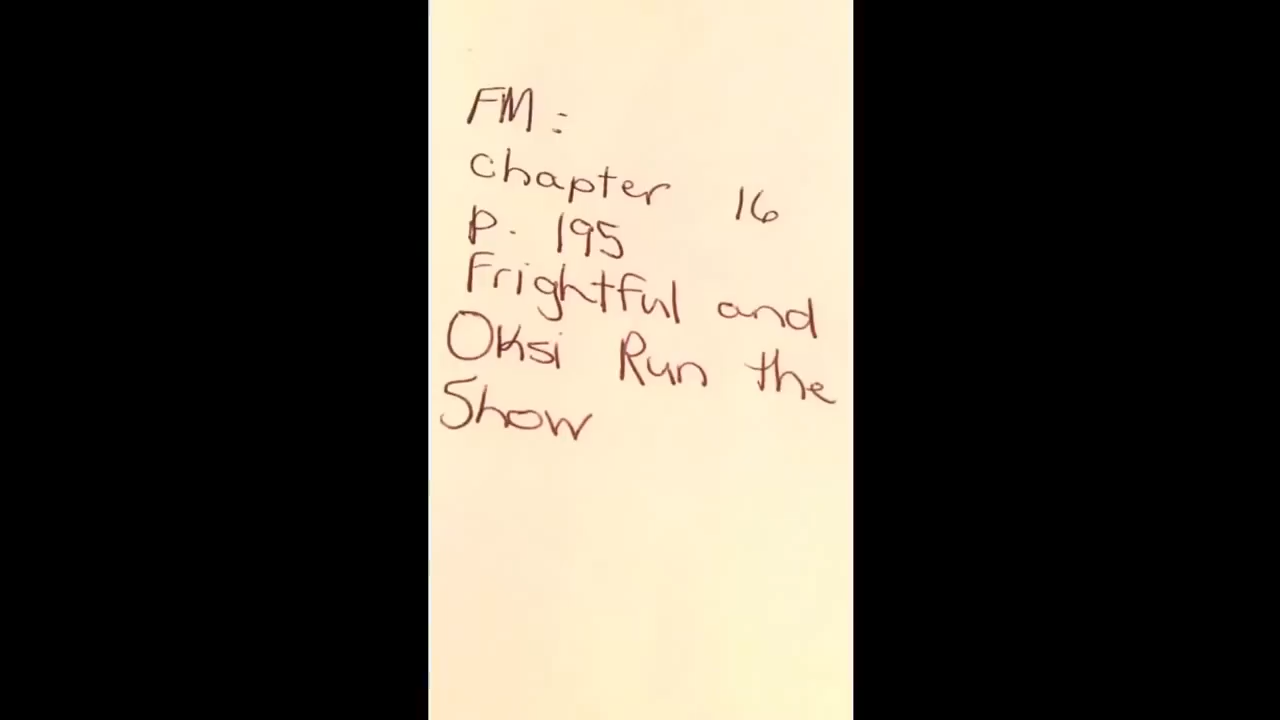 FM:
Chapter 16
p. 195
Frightful and
Oksi Run the
Show